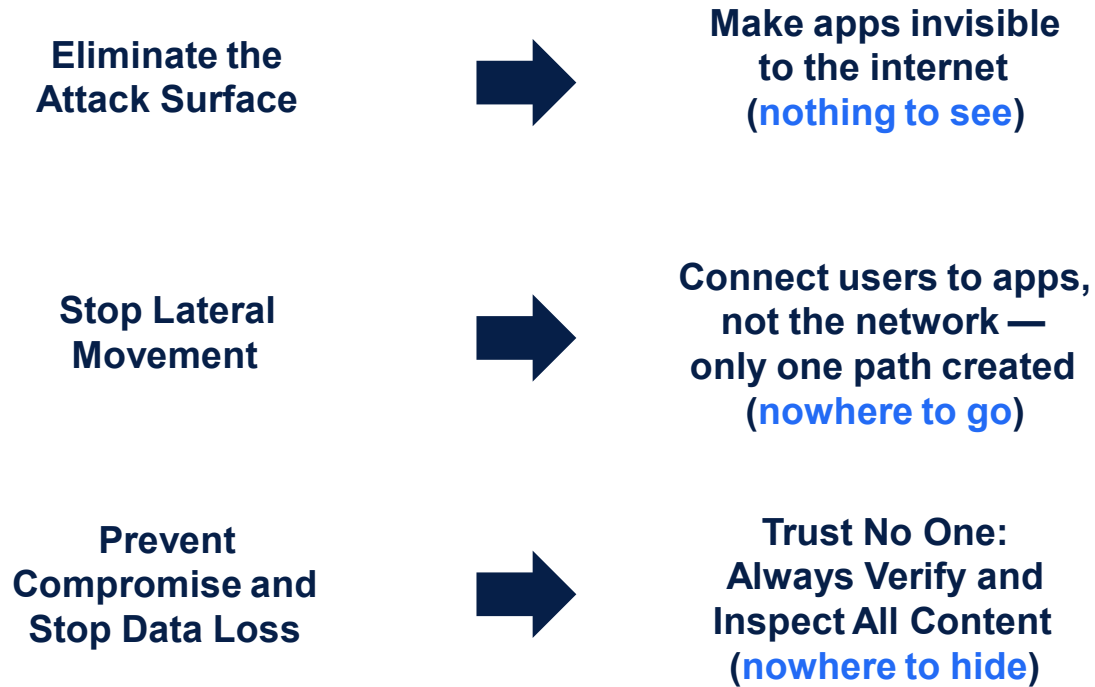 Eliminate the
Attack Surface
Make apps invisible
to the internet
(nothing to see)
Stop Lateral
Movement
Connect users to apps,
not the network —
only one path created
(nowhere to go)
Prevent
Compromise and
Stop Data Loss
Trust No One:
Always Verify and
Inspect All Content
(nowhere to hide)